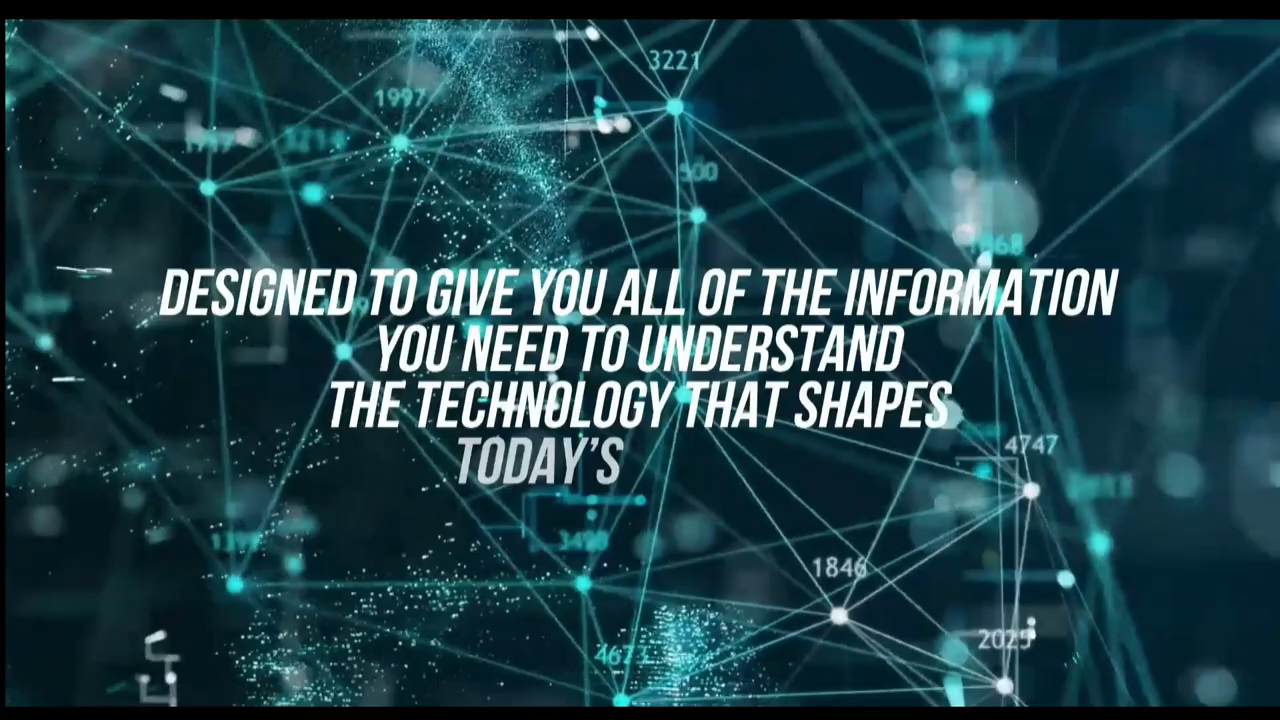 3221
1997
500
DESIGNED TO GIVE YOU ALL OF THE INFORMATION
YOU NEED TO UNDERSTAND
THE TECHNOLOGY THAT SHAPES
TODAY'S
4747
1846
2025